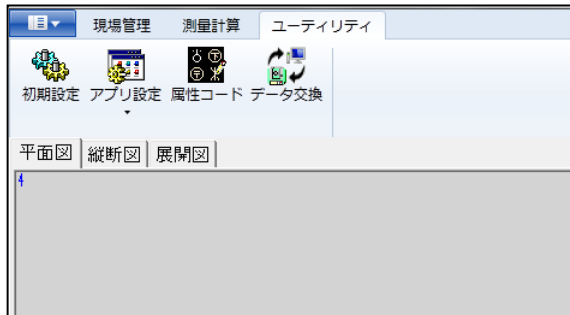 現場管理 測量計算 ユーティリティ
初期設定 アプリ設定 属性コード データ交換
平面図 縦断図 展開図
4